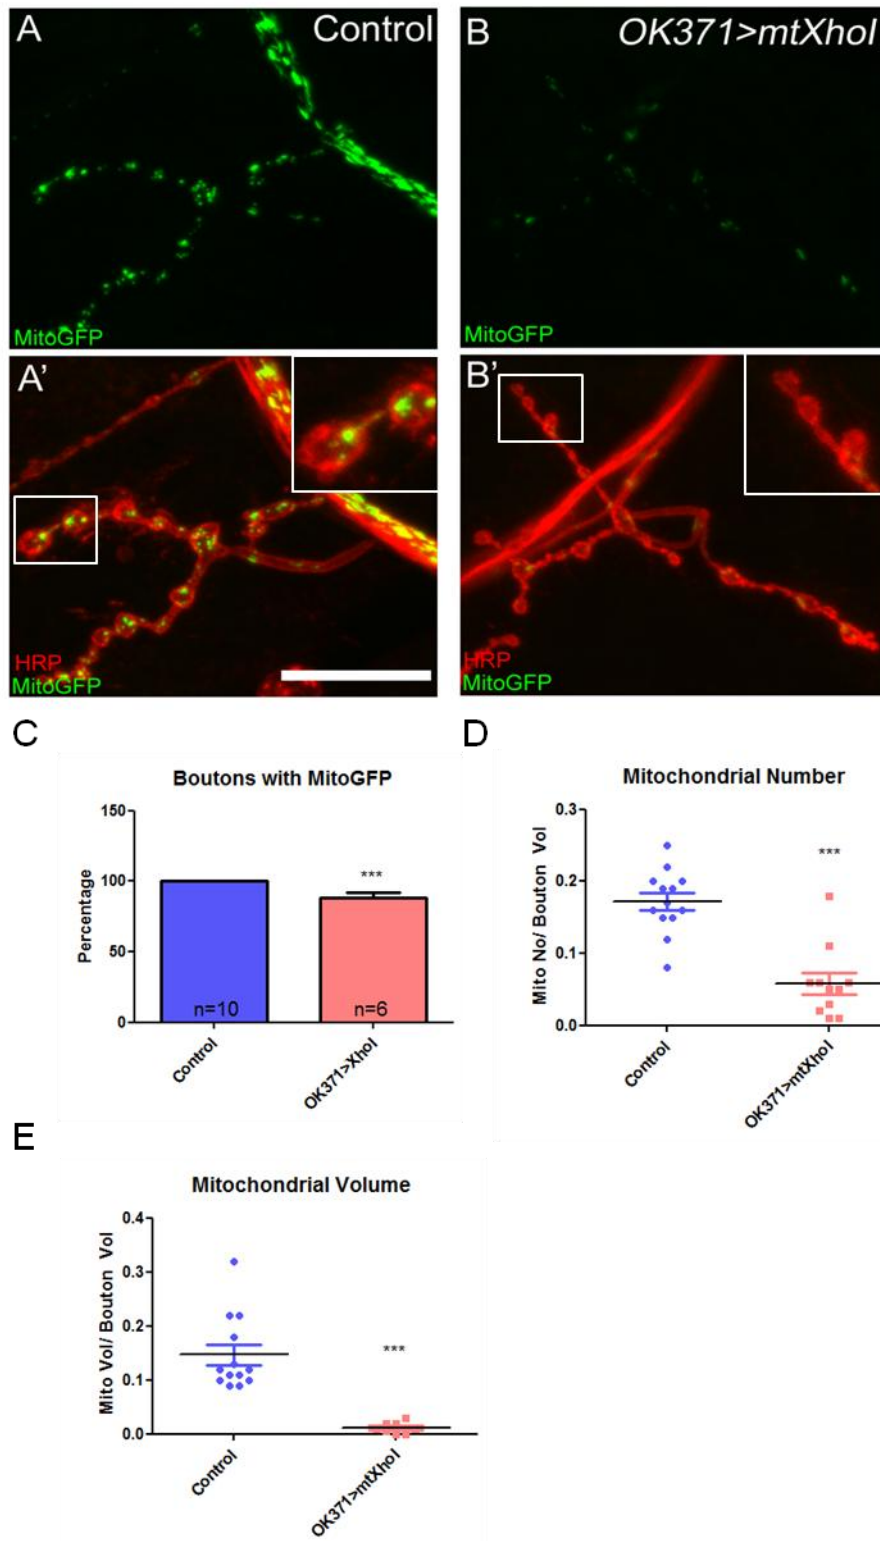 A Control
MitoGFP
B OK371>mtXhoI
MitoGFP
A'
HRP
MitoGFP
B'
HRP
MitoGFP
C
Boutons with MitoGFP
150
100
50
0
Percentage
***
n=10 n=6
Control
OK371>XhoI
D
Mitochondrial Number
0.3
0.2
0.1
0.0
Mito No/ Bouton Vol
***
Control
OK371>mtXhoI
E
Mitochondrial Volume
0.4
0.3
0.2
0.1
0.0
Mito Vol/ Bouton Vol
***
Control
OK371>mtXhoI